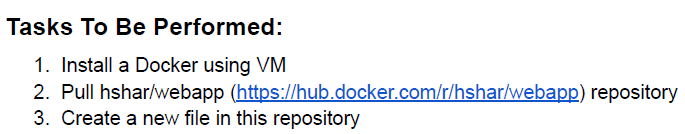 Tasks To Be Performed:
1. Install a Docker using VM
2. Pull hshar/webapp (https://hub.docker.com/r/hshar/webapp) repository
3. Create a new file in this repository